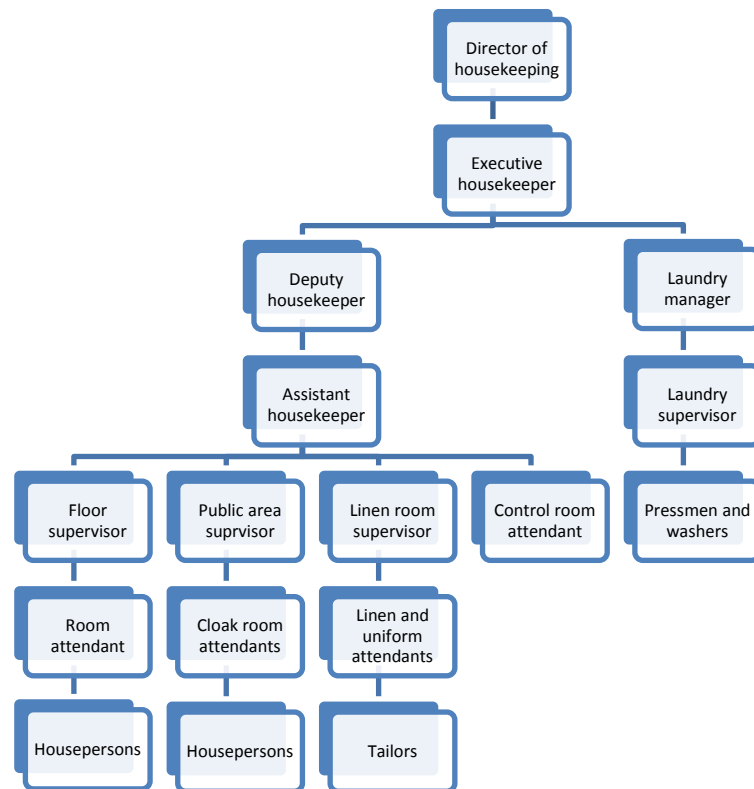 Director of
housekeeping
Executive
housekeeper
Deputy
housekeeper
Laundry
manager
Assistant
housekeeper
Laundry
supervisor
Floor
supervisor
Public area
suprvisor
Linen room
supervisor
Control room
attendant
Pressmen and
washers
Room
attendant
Cloak room
attendants
Linen and
uniform
attendants
Housepersons
Housepersons
Tailors